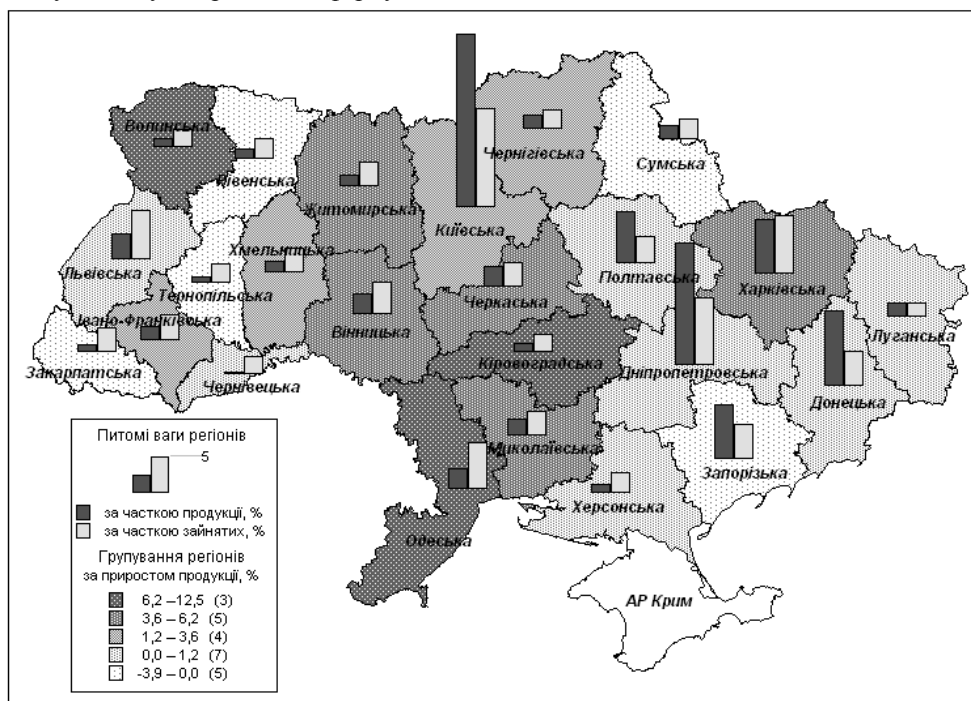 Волинська
Рівенська
Житомирська
Київська
Чернігівська
Сумська
Львівська
Тернопільська
Хмельницька
Вінницька
Черкаська
Полтавська
Харківська
Луганська
Івано-Франківська
Закарпатська
Чернівецька
Кіровоградська
Дніпропетровська
Донецька
Миколаївська
Запорізька
Херсонська
Одеська
АР Крим
Питомі ваги регіонів
5
за часткою продукції, %
за часткою зайнятих, %
Групування регіонів
за приростом продукції, %
6,2 –12,5 (3)
3,6 – 6,2 (5)
1,2 – 3,6 (4)
0,0 – 1,2 (7)
-3,9 – 0,0 (5)